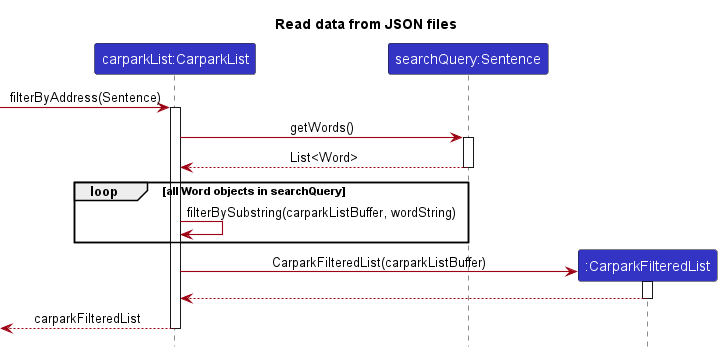 Read data from JSON files
carparkList:CarparkList
searchQuery:Sentence
filterByAddress(Sentence)
getWords()
List<Word>
loop
[all Word objects in searchQuery]
filterBySubstring(carparkListBuffer, wordString)
CarparkFilteredList(carparkListBuffer)
:CarparkFilteredList
carparkFilteredList